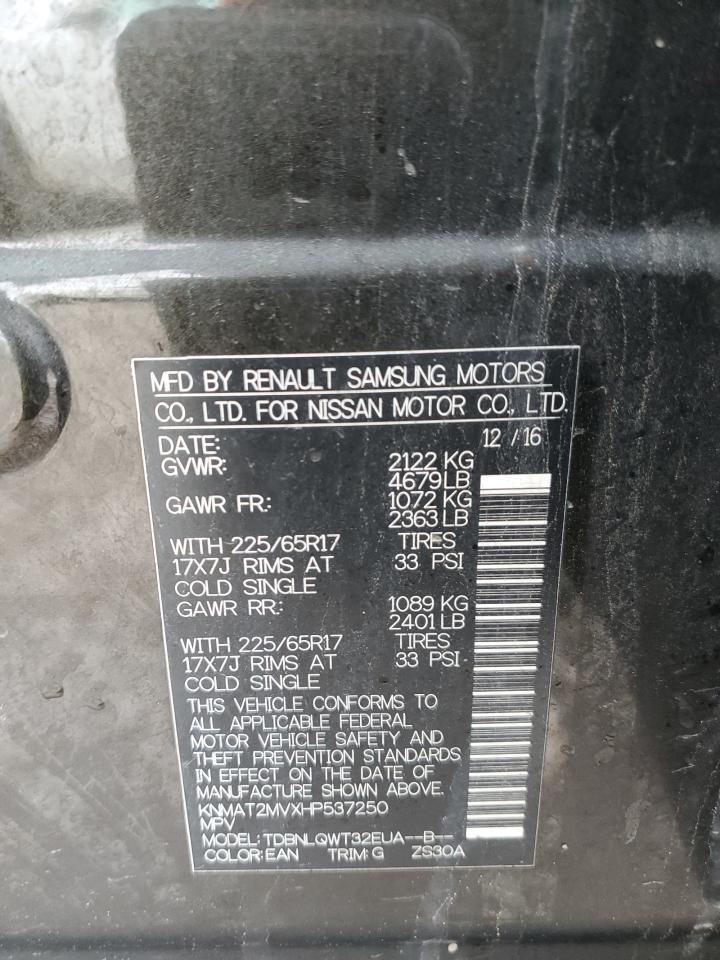 MFD BY RENAULT SAMSUNG MOTORS
CO., LTD. FOR NISSAN MOTOR CO., LTD.
DATE: 12 / 16
GVWR: 2122 KG
4679LB
GAWR FR: 1072 KG
2363 LB
WITH 225/65R17 TIRES
17X7J RIMS AT 33 PSI
COLD SINGLE
GAWR RR: 1089 KG
2401 LB
WITH 225/65R17 TIRES
17X7J RIMS AT 33 PSI
COLD SINGLE
THIS VEHICLE CONFORMS TO
ALL APPLICABLE FEDERAL
MOTOR VEHICLE SAFETY AND
THEFT PREVENTION STANDARDS
IN EFFECT ON THE DATE OF
MANUFACTURE SHOWN ABOVE.
KNMAT2MVXHP537250
MPV
MODEL:TDBNLQWT32EUA--B--
COLOR:EAN TRIM:G ZS30A